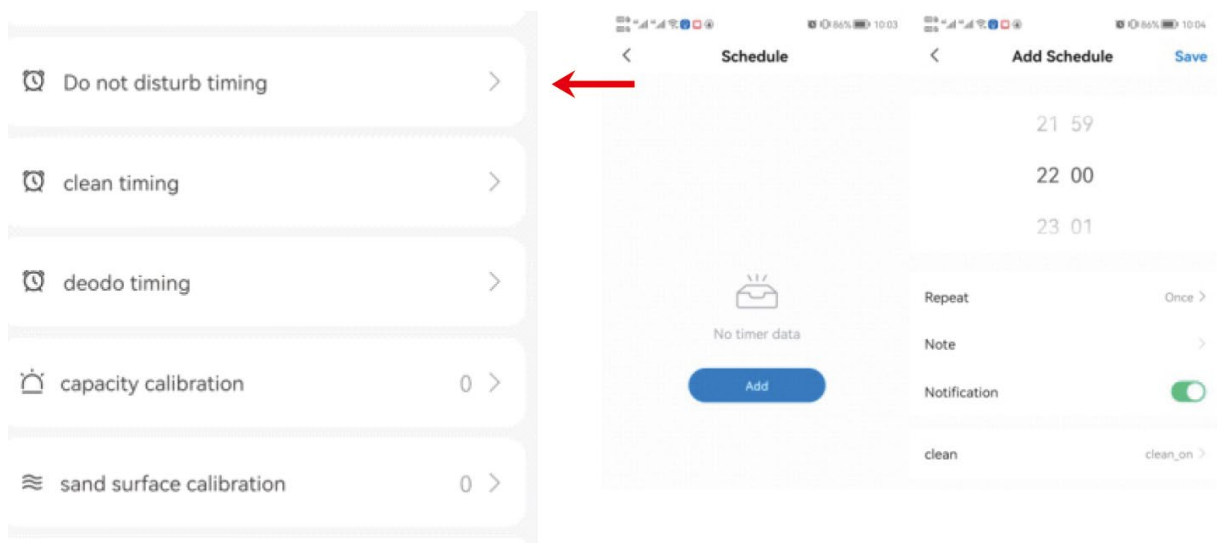 Do not disturb timing
clean timing
deodo timing
capacity calibration 0
sand surface calibration 0
86% 10:03
Schedule
No timer data
Add
86% 10:04
Add Schedule Save
21 59
22 00
23 01
Repeat Once
Note
Notification
clean clean_on